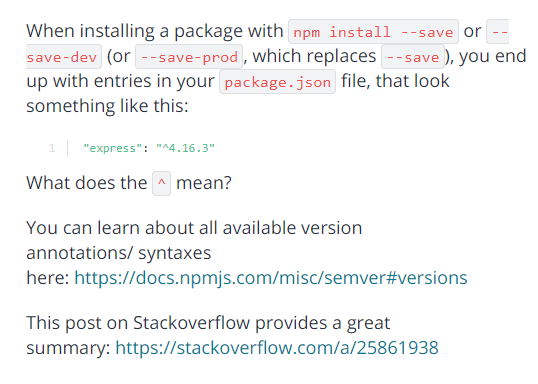 When installing a package with npm install --save or --
save-dev (or --save-prod, which replaces --save), you end
up with entries in your package.json file, that look
something like this:
1 "express": "^4.16.3"
What does the ^ mean?
You can learn about all available version
annotations/ syntaxes
here: https://docs.npmjs.com/misc/semver#versions
This post on Stackoverflow provides a great
summary: https://stackoverflow.com/a/25861938